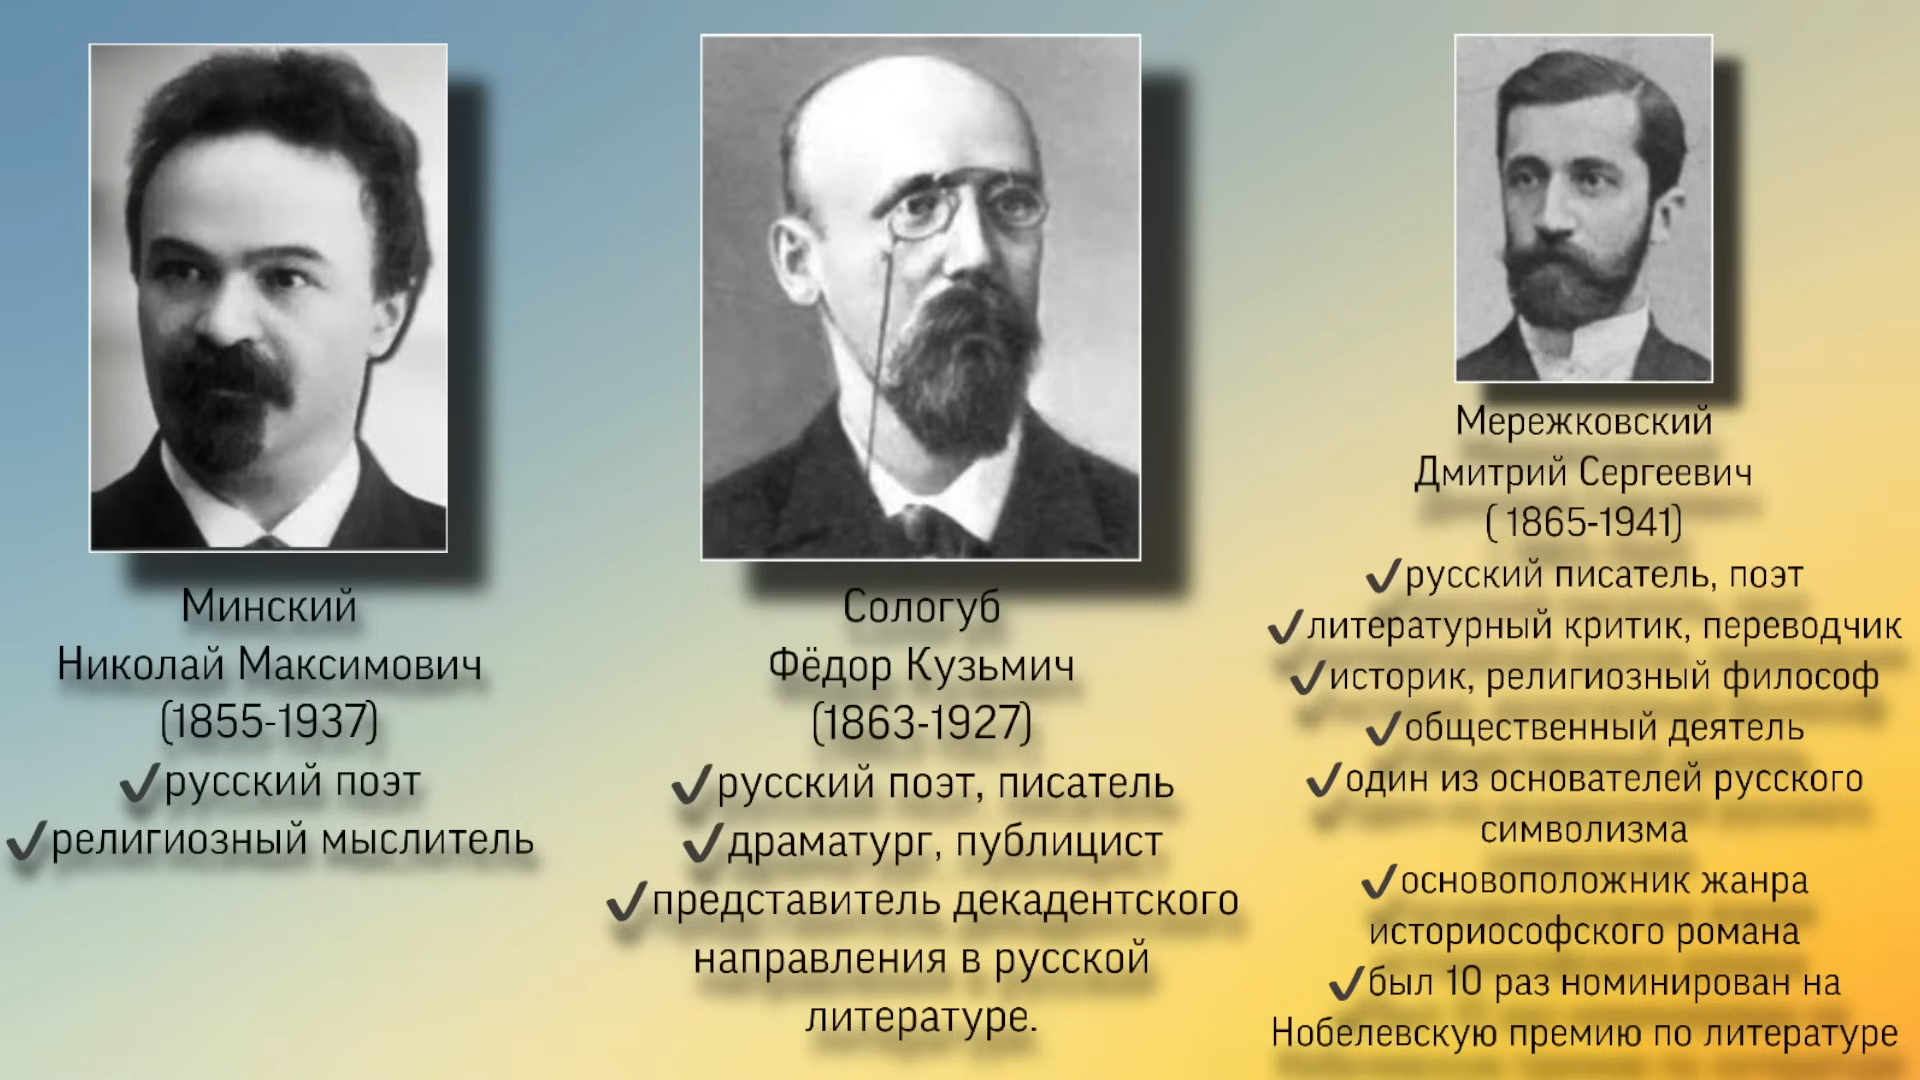 Минский
Николай Максимович
(1855-1937)
✔русский поэт
✔религиозный мыслитель
Сологуб
Фёдор Кузьмич
(1863-1927)
✔русский поэт, писатель
✔драматург, публицист
✔представитель декадентского
направления в русской
литературе.
Мережковский
Дмитрий Сергеевич
( 1865-1941)
✔русский писатель, поэт
✔литературный критик, переводчик
✔историк, религиозный философ
✔общественный деятель
✔один из основателей русского
символизма
✔основоположник жанра
историософского романа
✔был 10 раз номинирован на
Нобелевскую премию по литературе